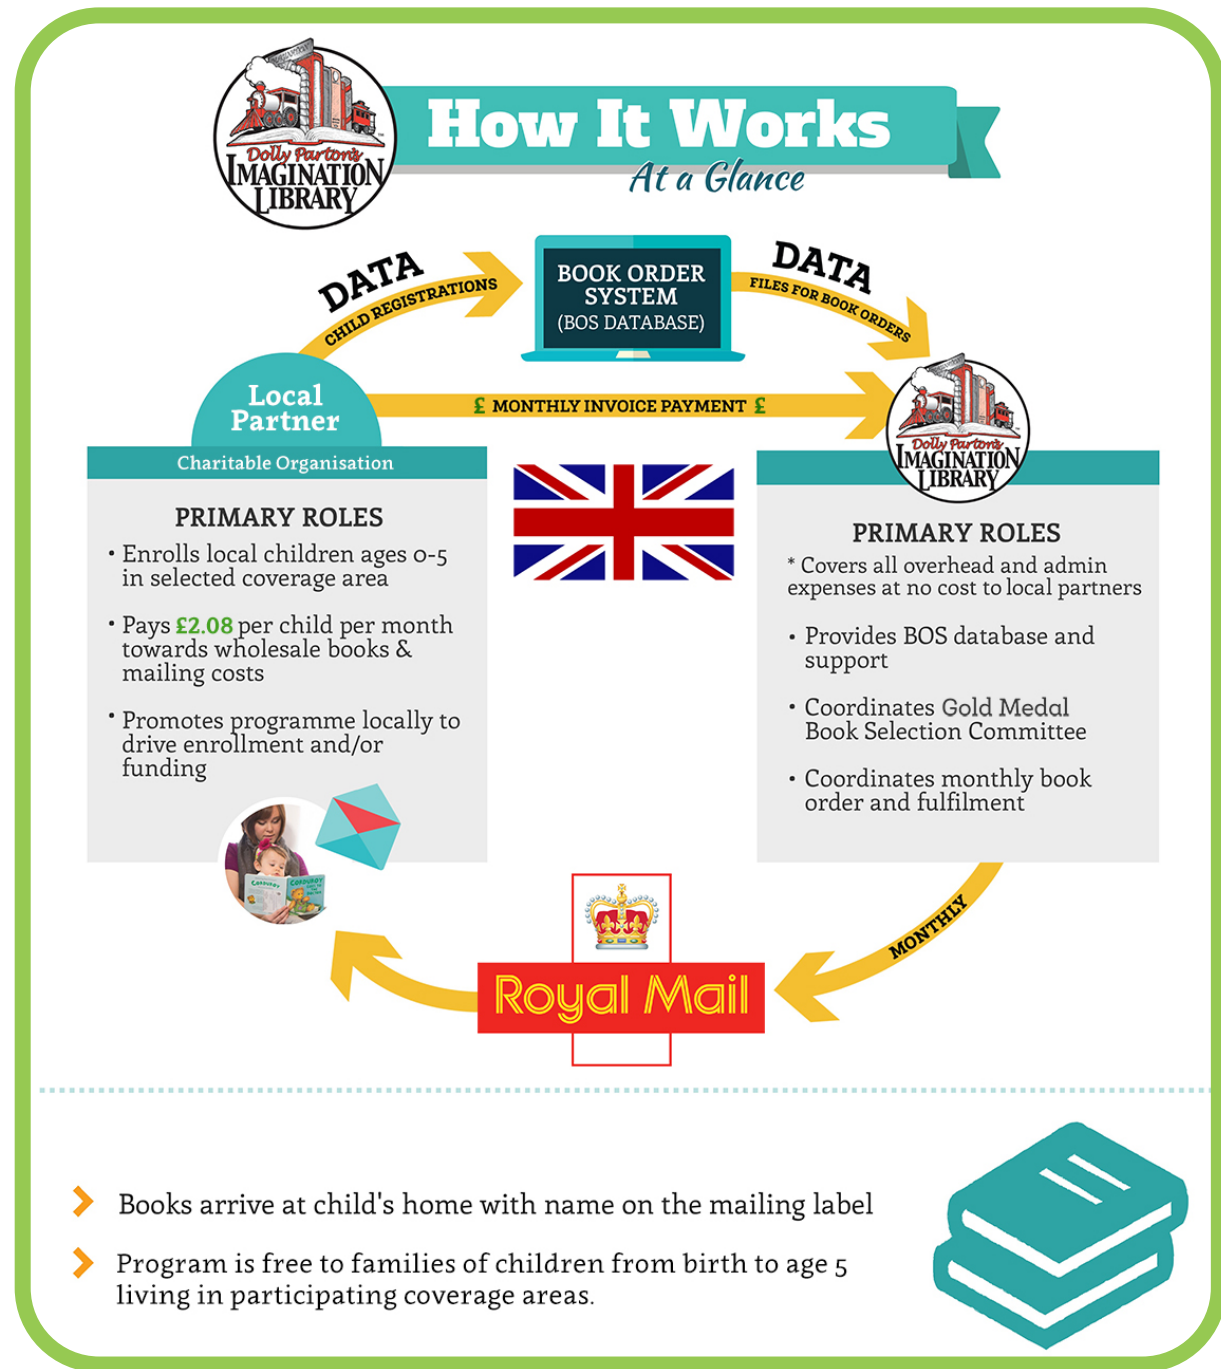 Dolly Parton's
IMAGINATION
LIBRARY
How It Works
At a Glance
DATA
CHILD REGISTRATIONS
BOOK ORDER
SYSTEM
(BOS DATABASE)
DATA
FILES FOR BOOK ORDERS
Local
Partner
£ MONTHLY INVOICE PAYMENT £
Dolly Parton's
IMAGINATION
LIBRARY
Charitable Organisation
PRIMARY ROLES
• Enrolls local children ages 0-5
in selected coverage area
• Pays £2.08 per child per month
towards wholesale books &
mailing costs
• Promotes programme locally to
drive enrollment and/or
funding
PRIMARY ROLES
* Covers all overhead and admin
expenses at no cost to local partners
• Provides BOS database and
support
• Coordinates Gold Medal
Book Selection Committee
• Coordinates monthly book
order and fulfilment
CORDUROY
CORDUROY
MONTHLY
Royal Mail
Books arrive at child's home with name on the mailing label
Program is free to families of children from birth to age 5
living in participating coverage areas.